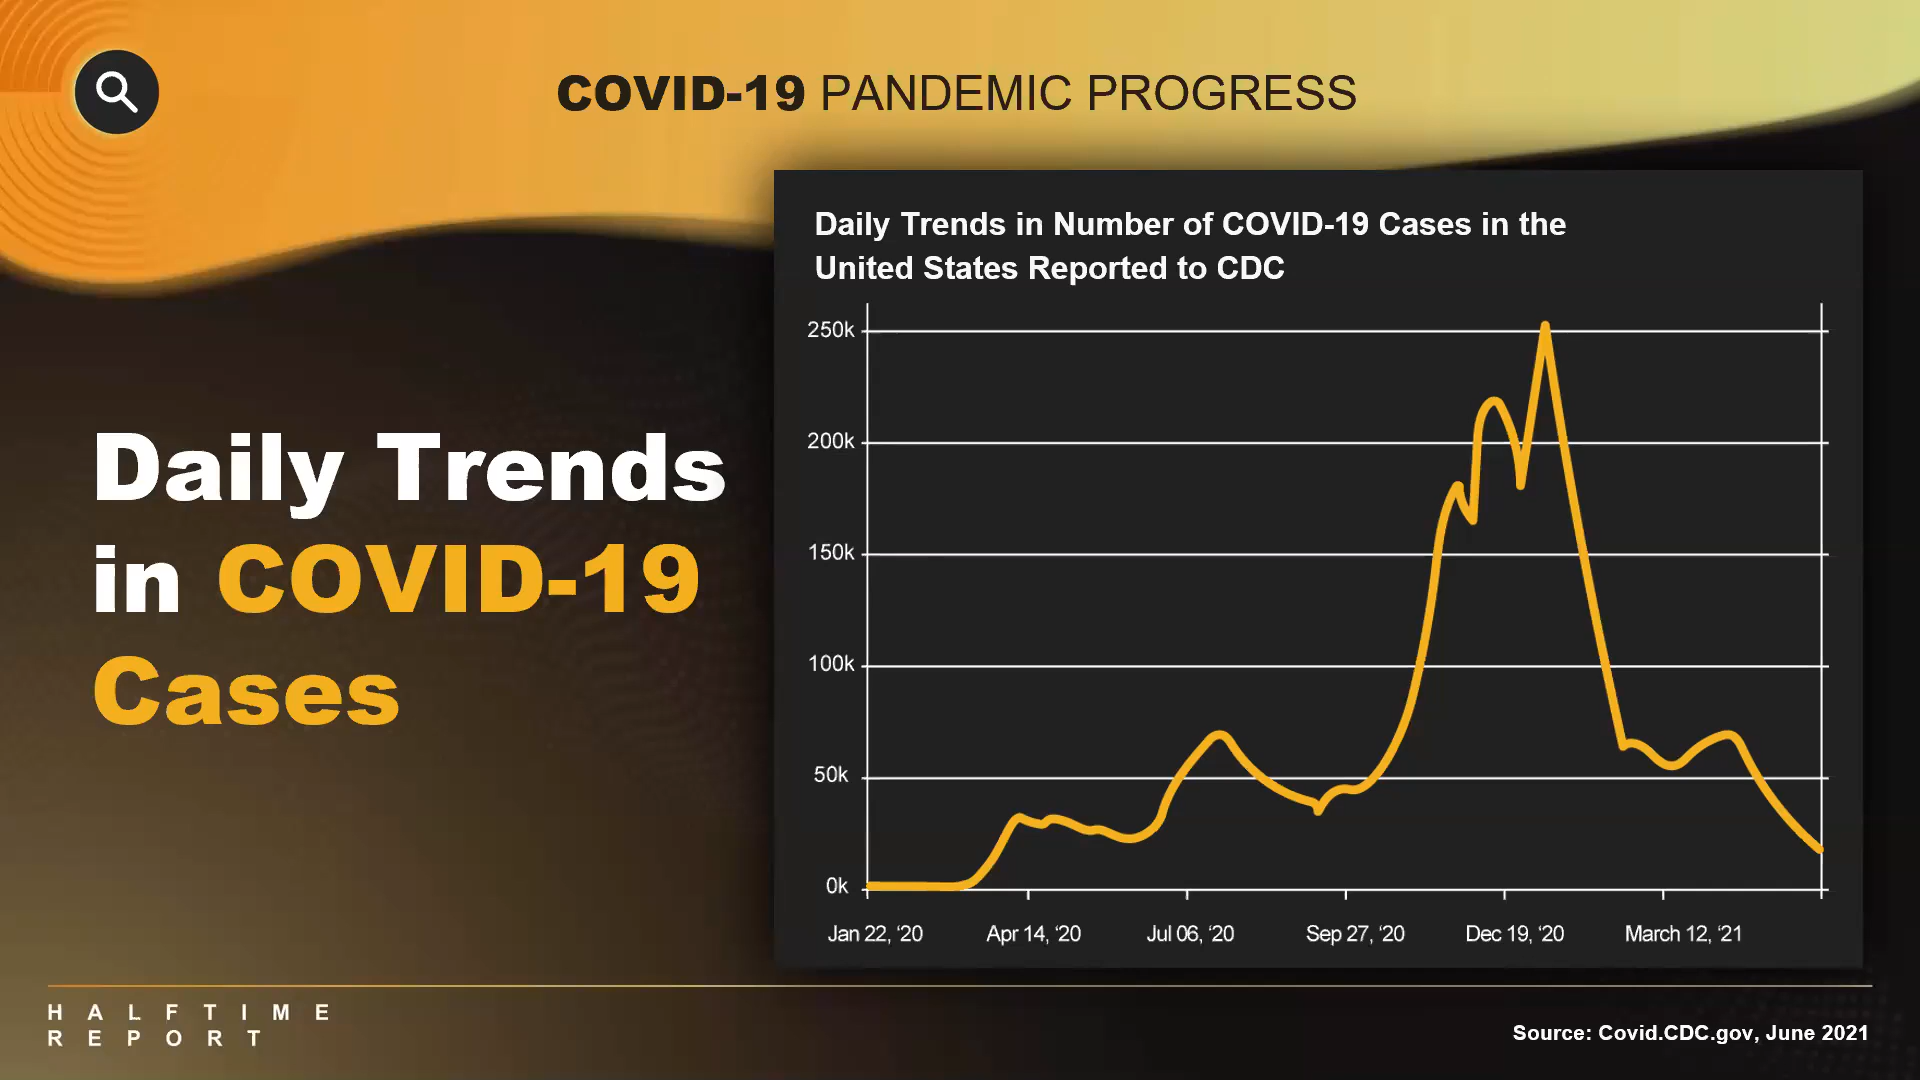 COVID-19 PANDEMIC PROGRESS
Daily Trends
in COVID-19
Cases
Daily Trends in Number of COVID-19 Cases in the
United States Reported to CDC
250k
200k
150k
100k
50k
0k
Jan 22, ‘20 Apr 14, ‘20 Jul 06, ‘20 Sep 27, ‘20 Dec 19, ‘20 March 12, ‘21
HALFTIME
REPORT
Source: Covid.CDC.gov, June 2021